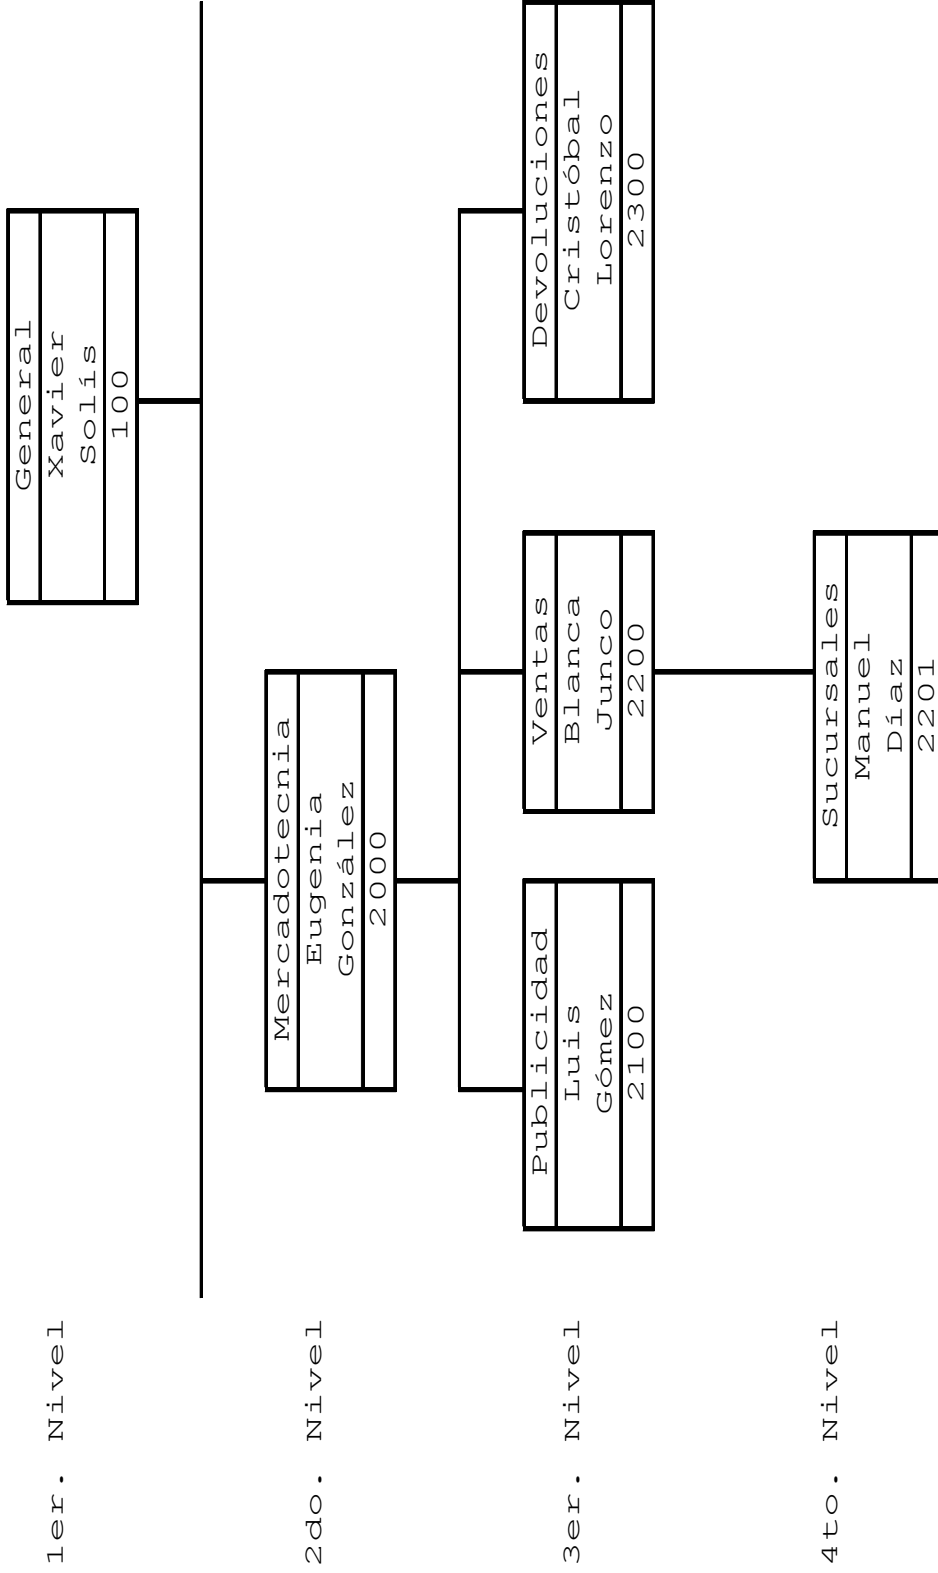 1er. Nivel
General
Xavier
Solís
100
2do. Nivel
Mercadotecnia
Eugenia
González
2000
3er. Nivel
Publicidad
Luis
Gómez
2100
Ventas
Blanca
Junco
2200
Devoluciones
Cristóbal
Lorenzo
2300
4to. Nivel
Sucursales
Manuel
Díaz
2201